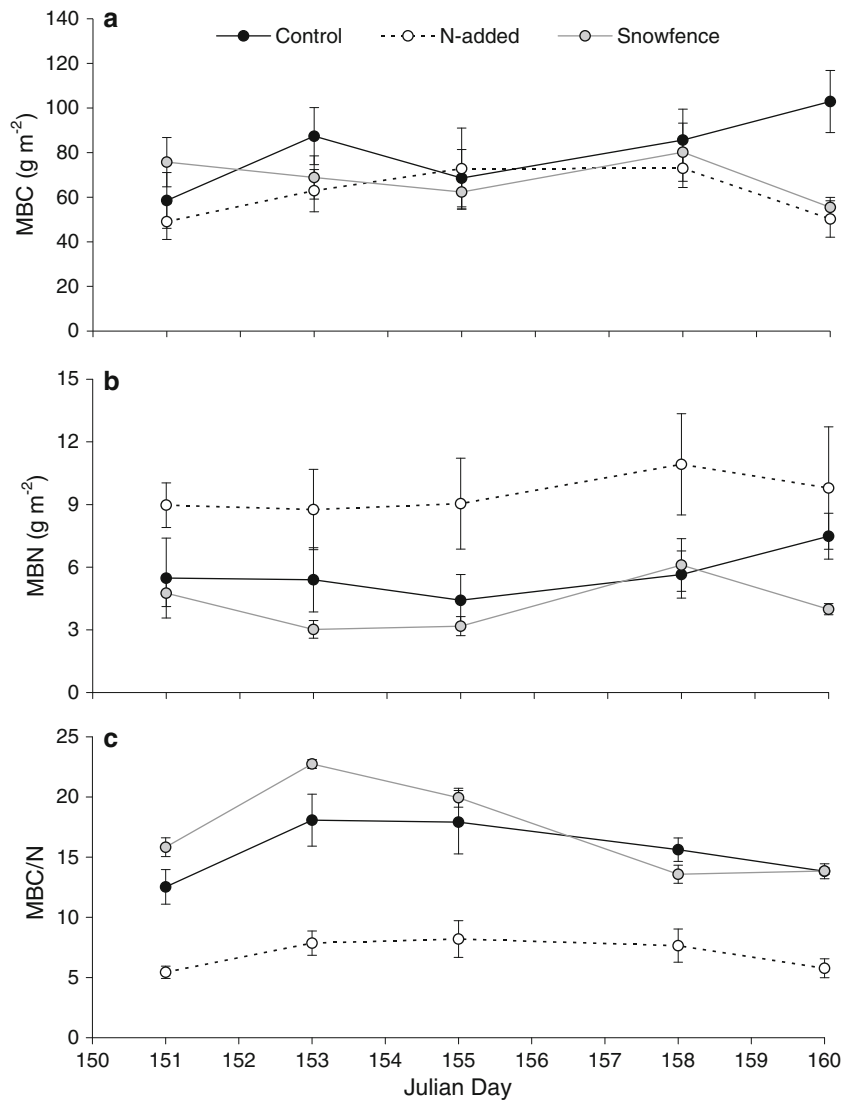 a
Control N-added Snowfence
140
120
100
80
60
40
20
0
MBC (g m⁻²)
b
15
12
9
6
3
0
MBN (g m⁻²)
c
25
20
15
10
5
0
MBC/N
150 151 152 153 154 155 156 157 158 159 160
Julian Day